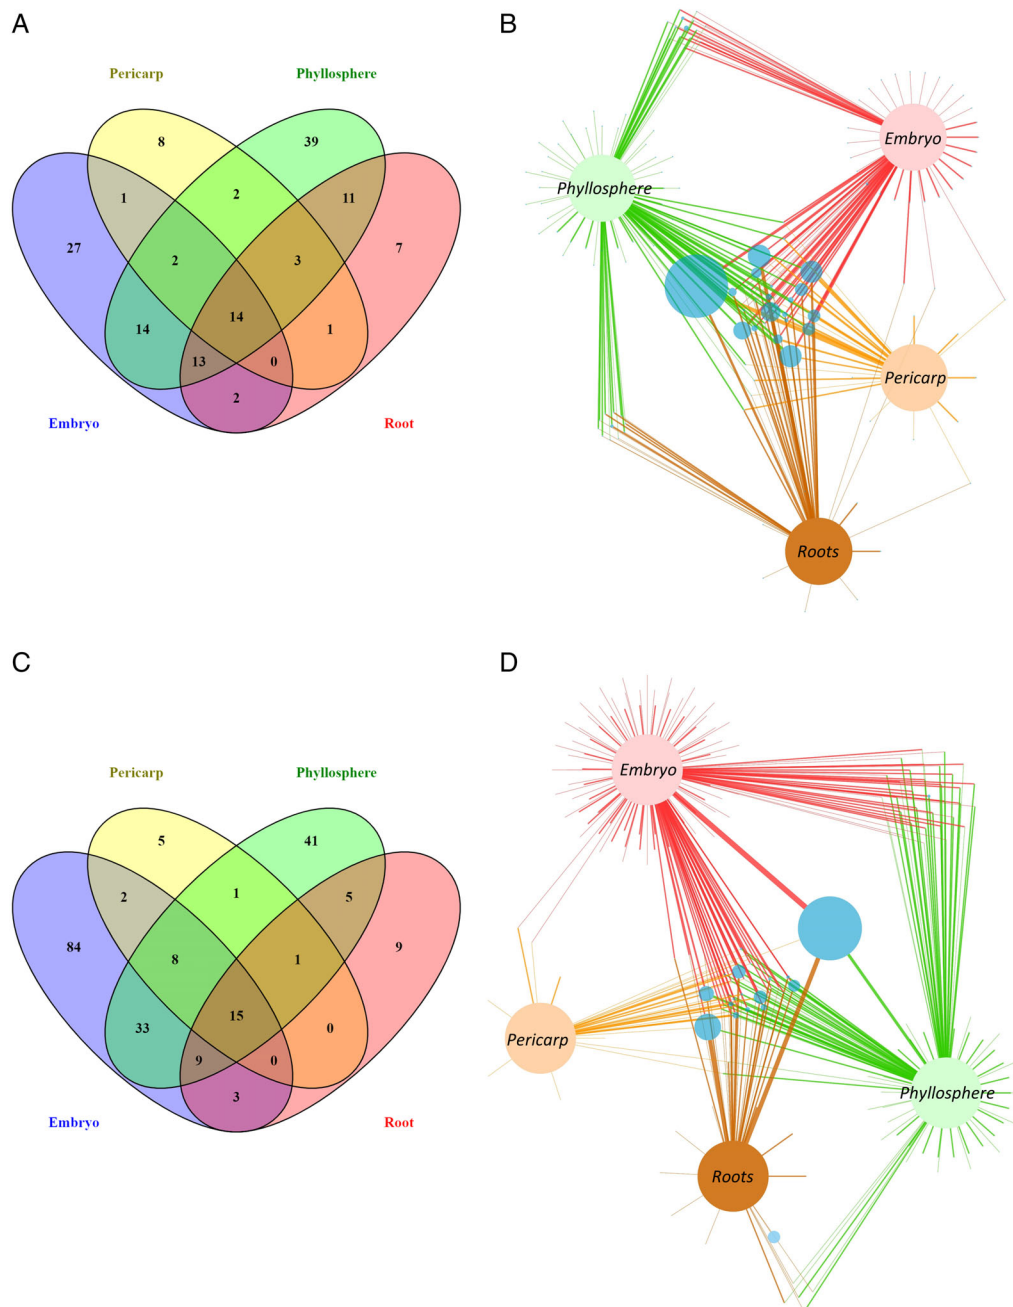 A
B
Pericarp
Phyllosphere
8
39
1
2
11
27
2
3
7
14
14
1
13
0
2
Embryo
Root
Embryo
Phyllosphere
Pericarp
Roots
C
D
Pericarp
Phyllosphere
5
41
2
1
5
84
8
1
9
33
15
0
9
0
3
Embryo
Root
Embryo
Pericarp
Phyllosphere
Roots